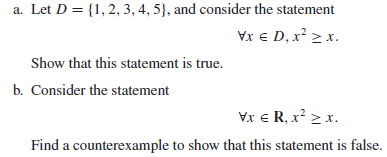 a. Let D = {1, 2, 3, 4, 5}, and consider the statement
∀x ∈ D, x² ≥ x.
Show that this statement is true.
b. Consider the statement
∀x ∈ R, x² ≥ x.
Find a counterexample to show that this statement is false.